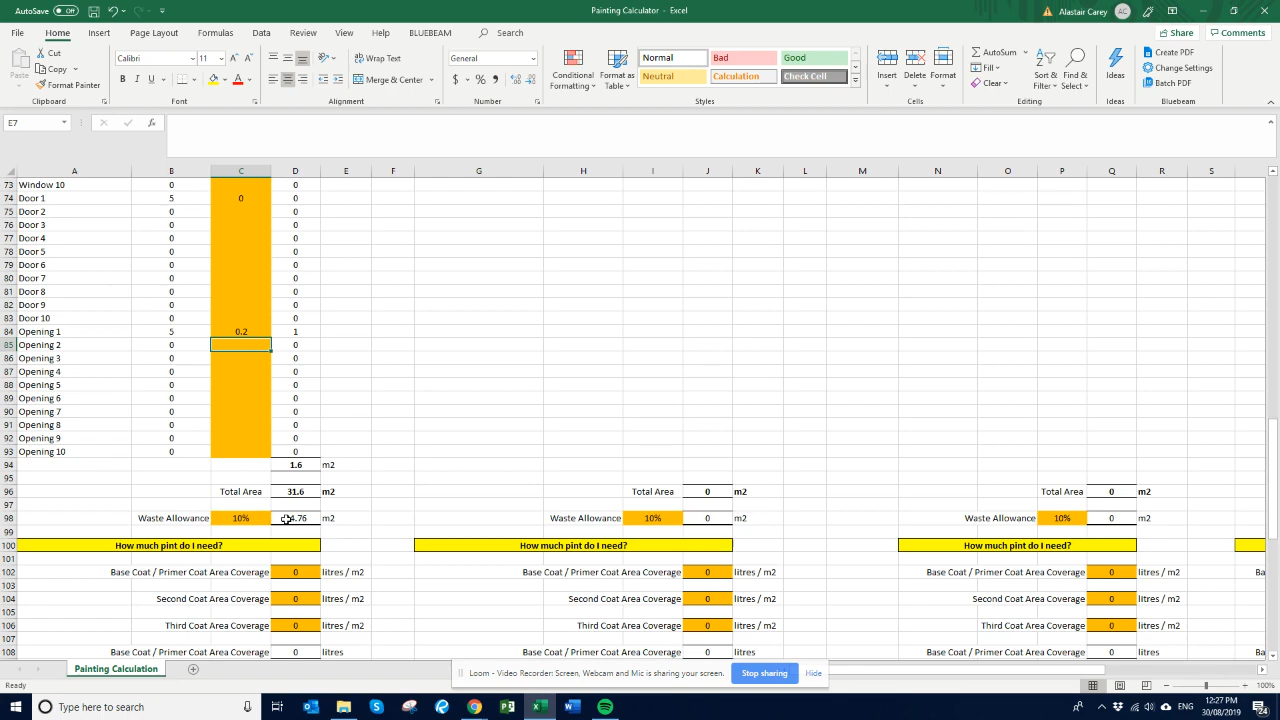 AutoSave Off Painting Calculator - Excel Alastair Carey AC
File Home Insert Page Layout Formulas Data Review View Help BLUEBEAM Search Share Comments
Paste Cut Copy Format Painter Clipboard
Calibri 11 B I U Font
Wrap Text Merge & Center Alignment
General $ % Number
Conditional Formatting Format as Table
Normal Bad Good
Neutral Calculation Check Cell Styles
Insert Delete Format Cells
AutoSum Fill Clear Sort & Filter Find & Select Editing
Ideas Ideas
Create PDF Change Settings Batch PDF Bluebeam
E7 fx
A B C D E F G H I J K L M N O P Q R S
73 Window 10 0 0
74 Door 1 5 0 0
75 Door 2 0 0
76 Door 3 0 0
77 Door 4 0 0
78 Door 5 0 0
79 Door 6 0 0
80 Door 7 0 0
81 Door 8 0 0
82 Door 9 0 0
83 Door 10 0 0
84 Opening 1 5 0.2 1
85 Opening 2 0 0
86 Opening 3 0 0
87 Opening 4 0 0
88 Opening 5 0 0
89 Opening 6 0 0
90 Opening 7 0 0
91 Opening 8 0 0
92 Opening 9 0 0
93 Opening 10 0 0
94 1.6 m2
95
96 Total Area 31.6 m2 Total Area 0 m2 Total Area 0 m2
97
98 Waste Allowance 10% m2 Waste Allowance 10% 0 m2 Waste Allowance 10% 0 m2
99
100 How much pint do I need? How much pint do I need? How much pint do I need?
101
102 Base Coat / Primer Coat Area Coverage 0 litres / m2 Base Coat / Primer Coat Area Coverage 0 litres / m2 Base Coat / Primer Coat Area Coverage 0 litres / m2 Ba
103
104 Second Coat Area Coverage 0 litres / m2 Second Coat Area Coverage 0 litres / m2 Second Coat Area Coverage 0 litres / m2
105
106 Third Coat Area Coverage 0 litres / m2 Third Coat Area Coverage 0 litres / m2 Third Coat Area Coverage 0 litres / m2
107
108 Base Coat / Primer Coat Area Coverage 0 litres Base Coat / Primer Coat Area Coverage 0 litres Base Coat / Primer Coat Area Coverage 0 litres Ba
Painting Calculation
Loom - Video Recorder: Screen, Webcam and Mic is sharing your screen. Stop sharing Hide
Ready 100%
Type here to search ENG 12:27 PM 30/08/2019 24